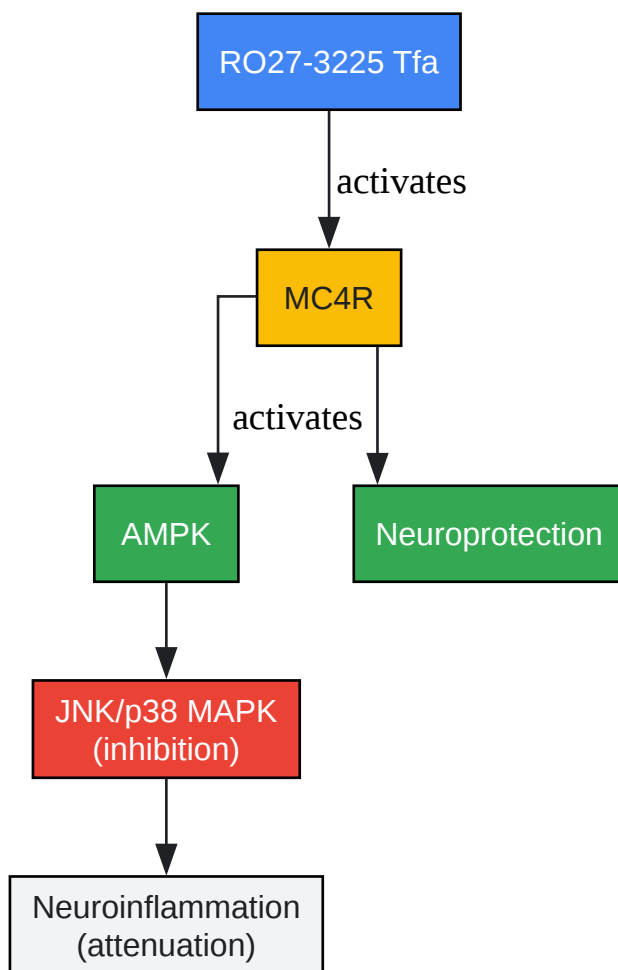 RO27-3225 Tfa
activates
MC4R
activates
AMPK
Neuroprotection
JNK/p38 MAPK
(inhibition)
Neuroinflammation
(attenuation)